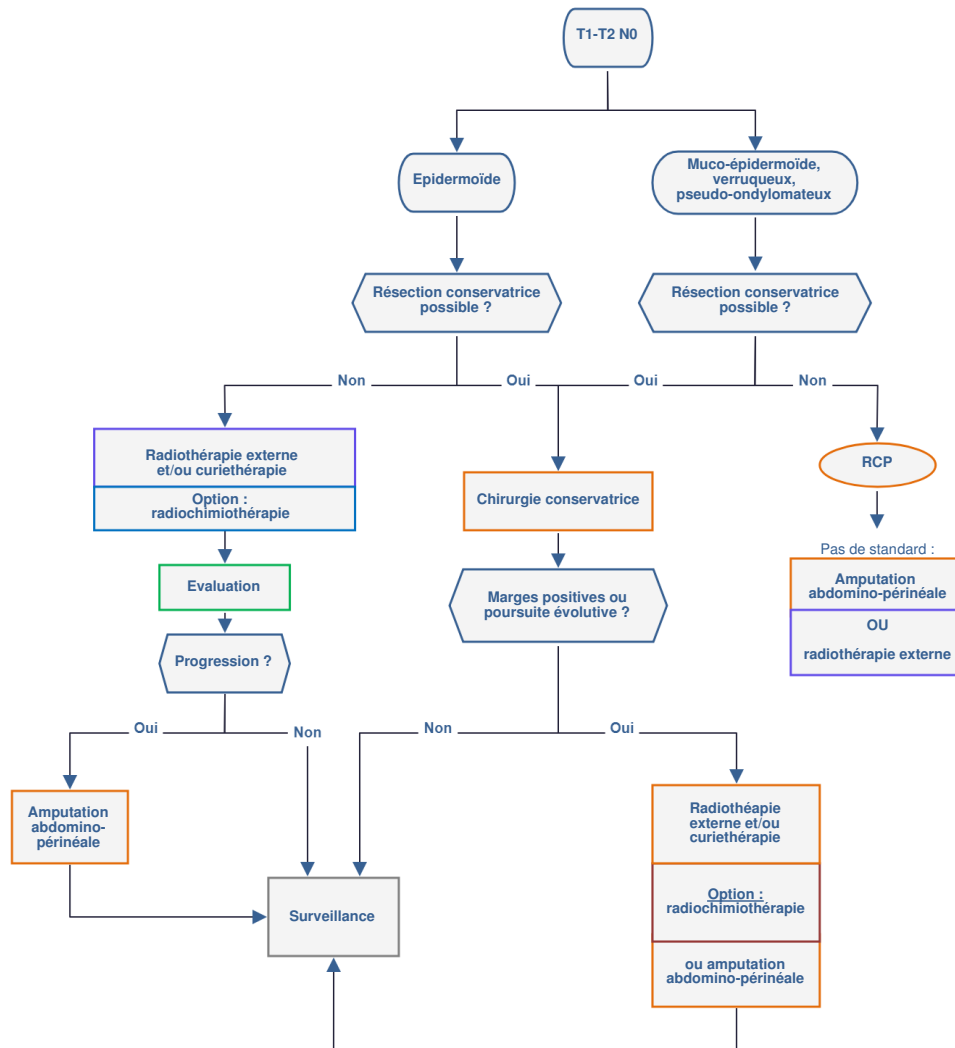 T1-T2 N0
Epidermoïde
Muco-épidermoïde,
verruqueux,
pseudo-ondylomateux
Résection conservatrice
possible ?
Résection conservatrice
possible ?
Non
Oui
Oui
Non
Radiothérapie externe
et/ou curiethérapie
Option :
radiochimiothérapie
Chirurgie conservatrice
RCP
Pas de standard :
Amputation
abdomino-périnéale
OU
radiothérapie externe
Evaluation
Marges positives ou
poursuite évolutive ?
Progression ?
Oui
Non
Non
Oui
Amputation
abdomino-
périnéale
Radiothéapie
externe et/ou
curiethérapie
Option :
radiochimiothérapie
ou amputation
abdomino-périnéale
Surveillance